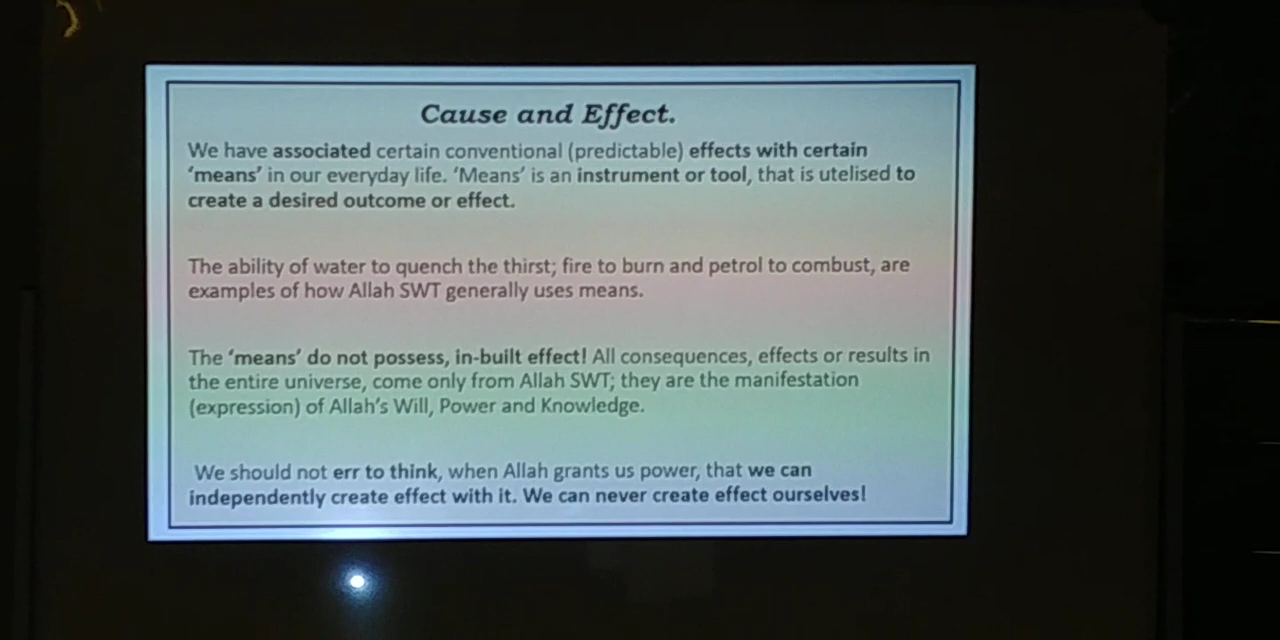 Cause and Effect.
We have associated certain conventional (predictable) effects with certain
‘means’ in our everyday life. ‘Means’ is an instrument or tool, that is utelised to
create a desired outcome or effect.
The ability of water to quench the thirst; fire to burn and petrol to combust, are
examples of how Allah SWT generally uses means.
The ‘means’ do not possess, in-built effect! All consequences, effects or results in
the entire universe, come only from Allah SWT; they are the manifestation
(expression) of Allah’s Will, Power and Knowledge.
We should not err to think, when Allah grants us power, that we can
independently create effect with it. We can never create effect ourselves!